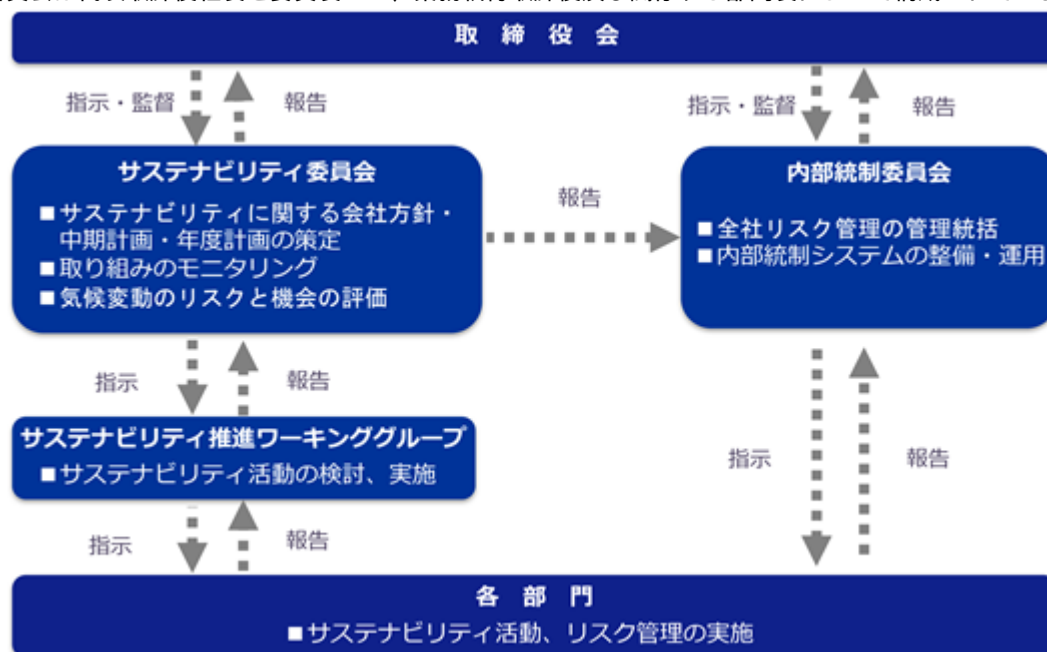 取 締 役 会
指示・監督
報告
指示・監督
報告
サステナビリティ委員会
■サステナビリティに関する会社方針・
中期計画・年度計画の策定
■取り組みのモニタリング
■気候変動のリスクと機会の評価
報告
内部統制委員会
■全社リスク管理の管理統括
■内部統制システムの整備・運用
指示
報告
サステナビリティ推進ワーキンググループ
■サステナビリティ活動の検討、実施
指示
報告
指示
報告
各 部 門
■サステナビリティ活動、リスク管理の実施